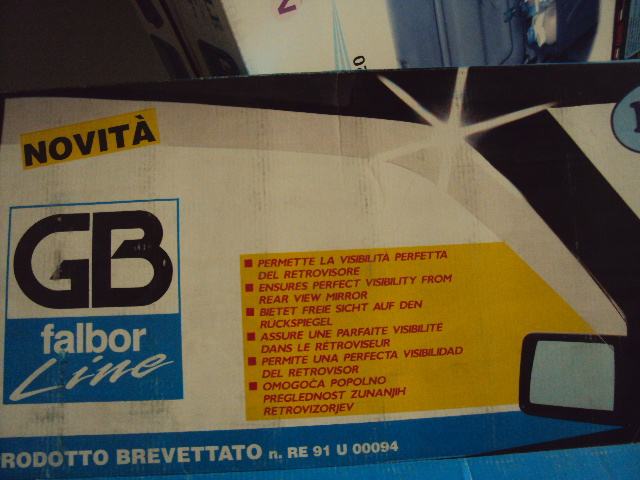 NOVITÀ
GB
falbor
Line
PERMETTE LA VISIBILITÀ PERFETTA
DEL RETROVISORE
ENSURES PERFECT VISIBILITY FROM
REAR VIEW MIRROR
BIETET FREIE SICHT AUF DEN
RÜCKSPIEGEL
ASSURE UNE PARFAITE VISIBILITÉ
DANS LE RÉTROVISEUR
PERMITE UNA PERFECTA VISIBILIDAD
DEL RETROVISOR
OMOGOČA POPOLNO
PREGLEDNOST ZUNANJIH
RETROVIZORJEV
RODOTTO BREVETTATO n. RE 91 U 00094